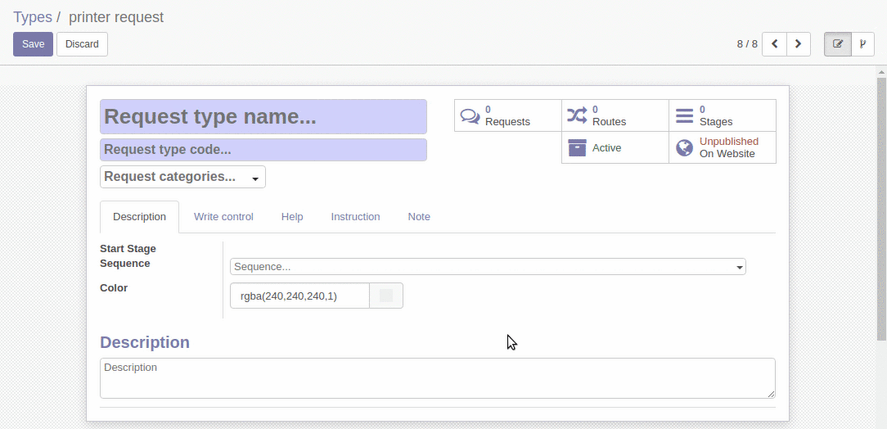 Types / printer request
Save Discard 8 / 8
Request type name...
Request type code...
Request categories...
0 Requests
0 Routes
0 Stages
Active
Unpublished On Website
Description Write control Help Instruction Note
Start Stage
Sequence Sequence...
Color rgba(240,240,240,1)
Description
Description